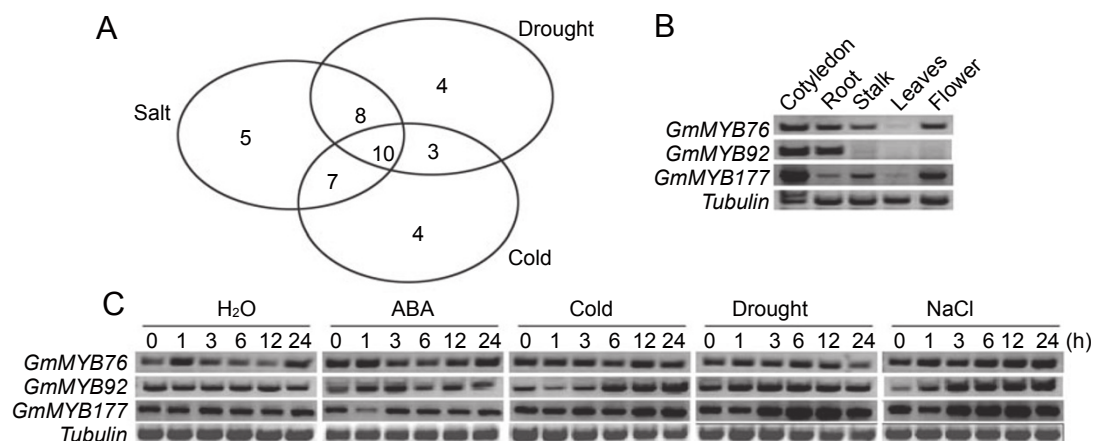 A
Drought
Salt
Cold
4
8
5
10
3
7
4
B
Cotyledon
Root
Stalk
Leaves
Flower
GmMYB76
GmMYB92
GmMYB177
Tubulin
C
H₂O ABA Cold Drought NaCl
0 1 3 6 12 24 0 1 3 6 12 24 0 1 3 6 12 24 0 1 3 6 12 24 0 1 3 6 12 24 (h)
GmMYB76
GmMYB92
GmMYB177
Tubulin